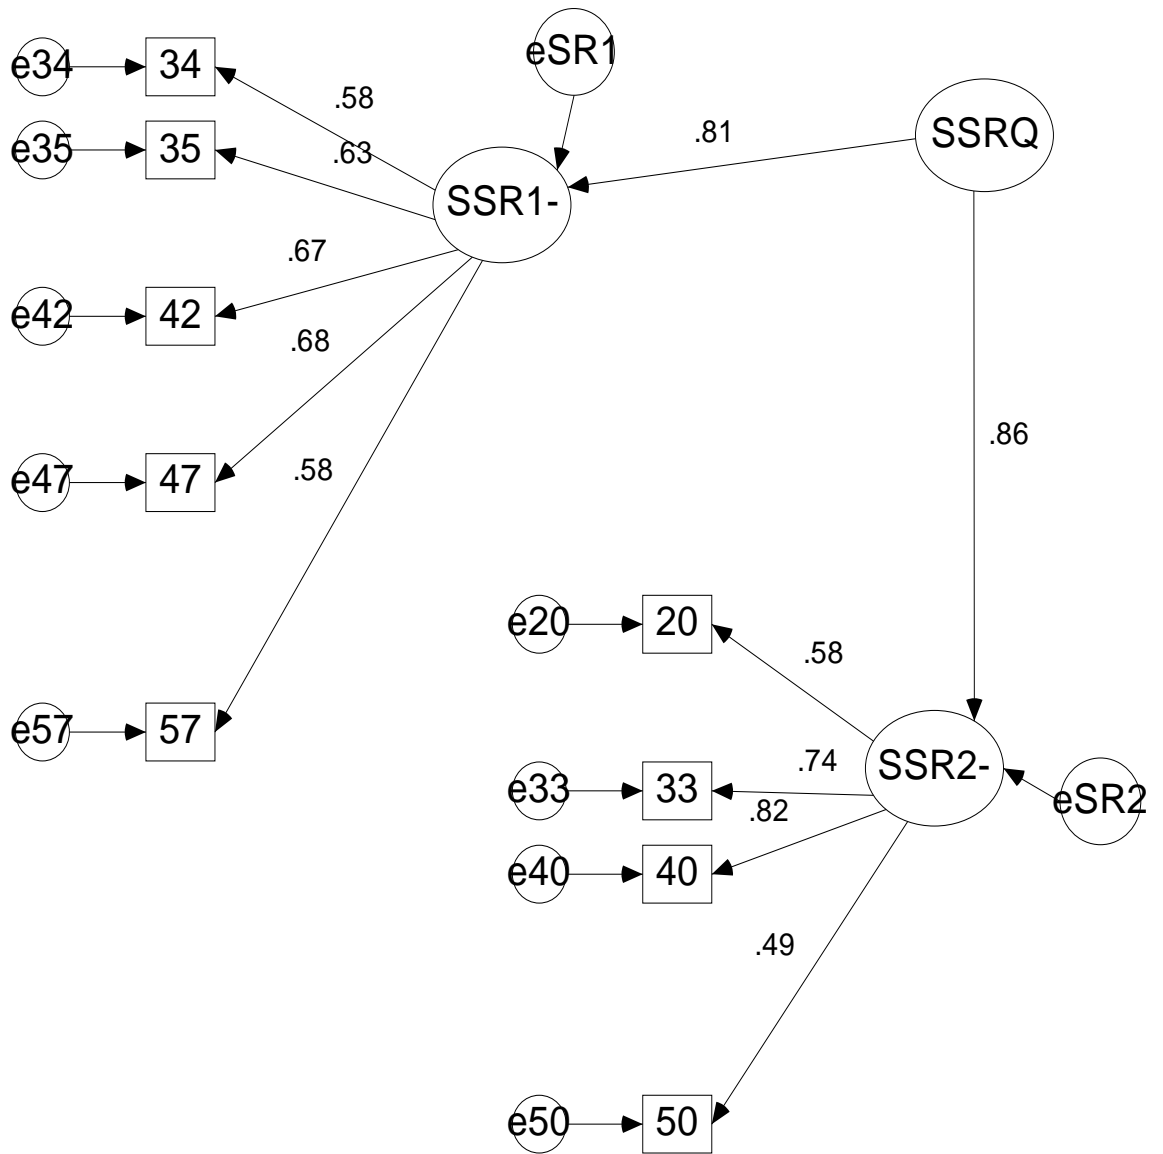 eSR1
e34 34
.58
SSRQ
.81
e35 35
.63
SSR1-
.67
e42 42
.68
.86
e47 47
.58
e20 20
.58
e57 57
.74
SSR2-
e33 33
eSR2
.82
e40 40
.49
e50 50